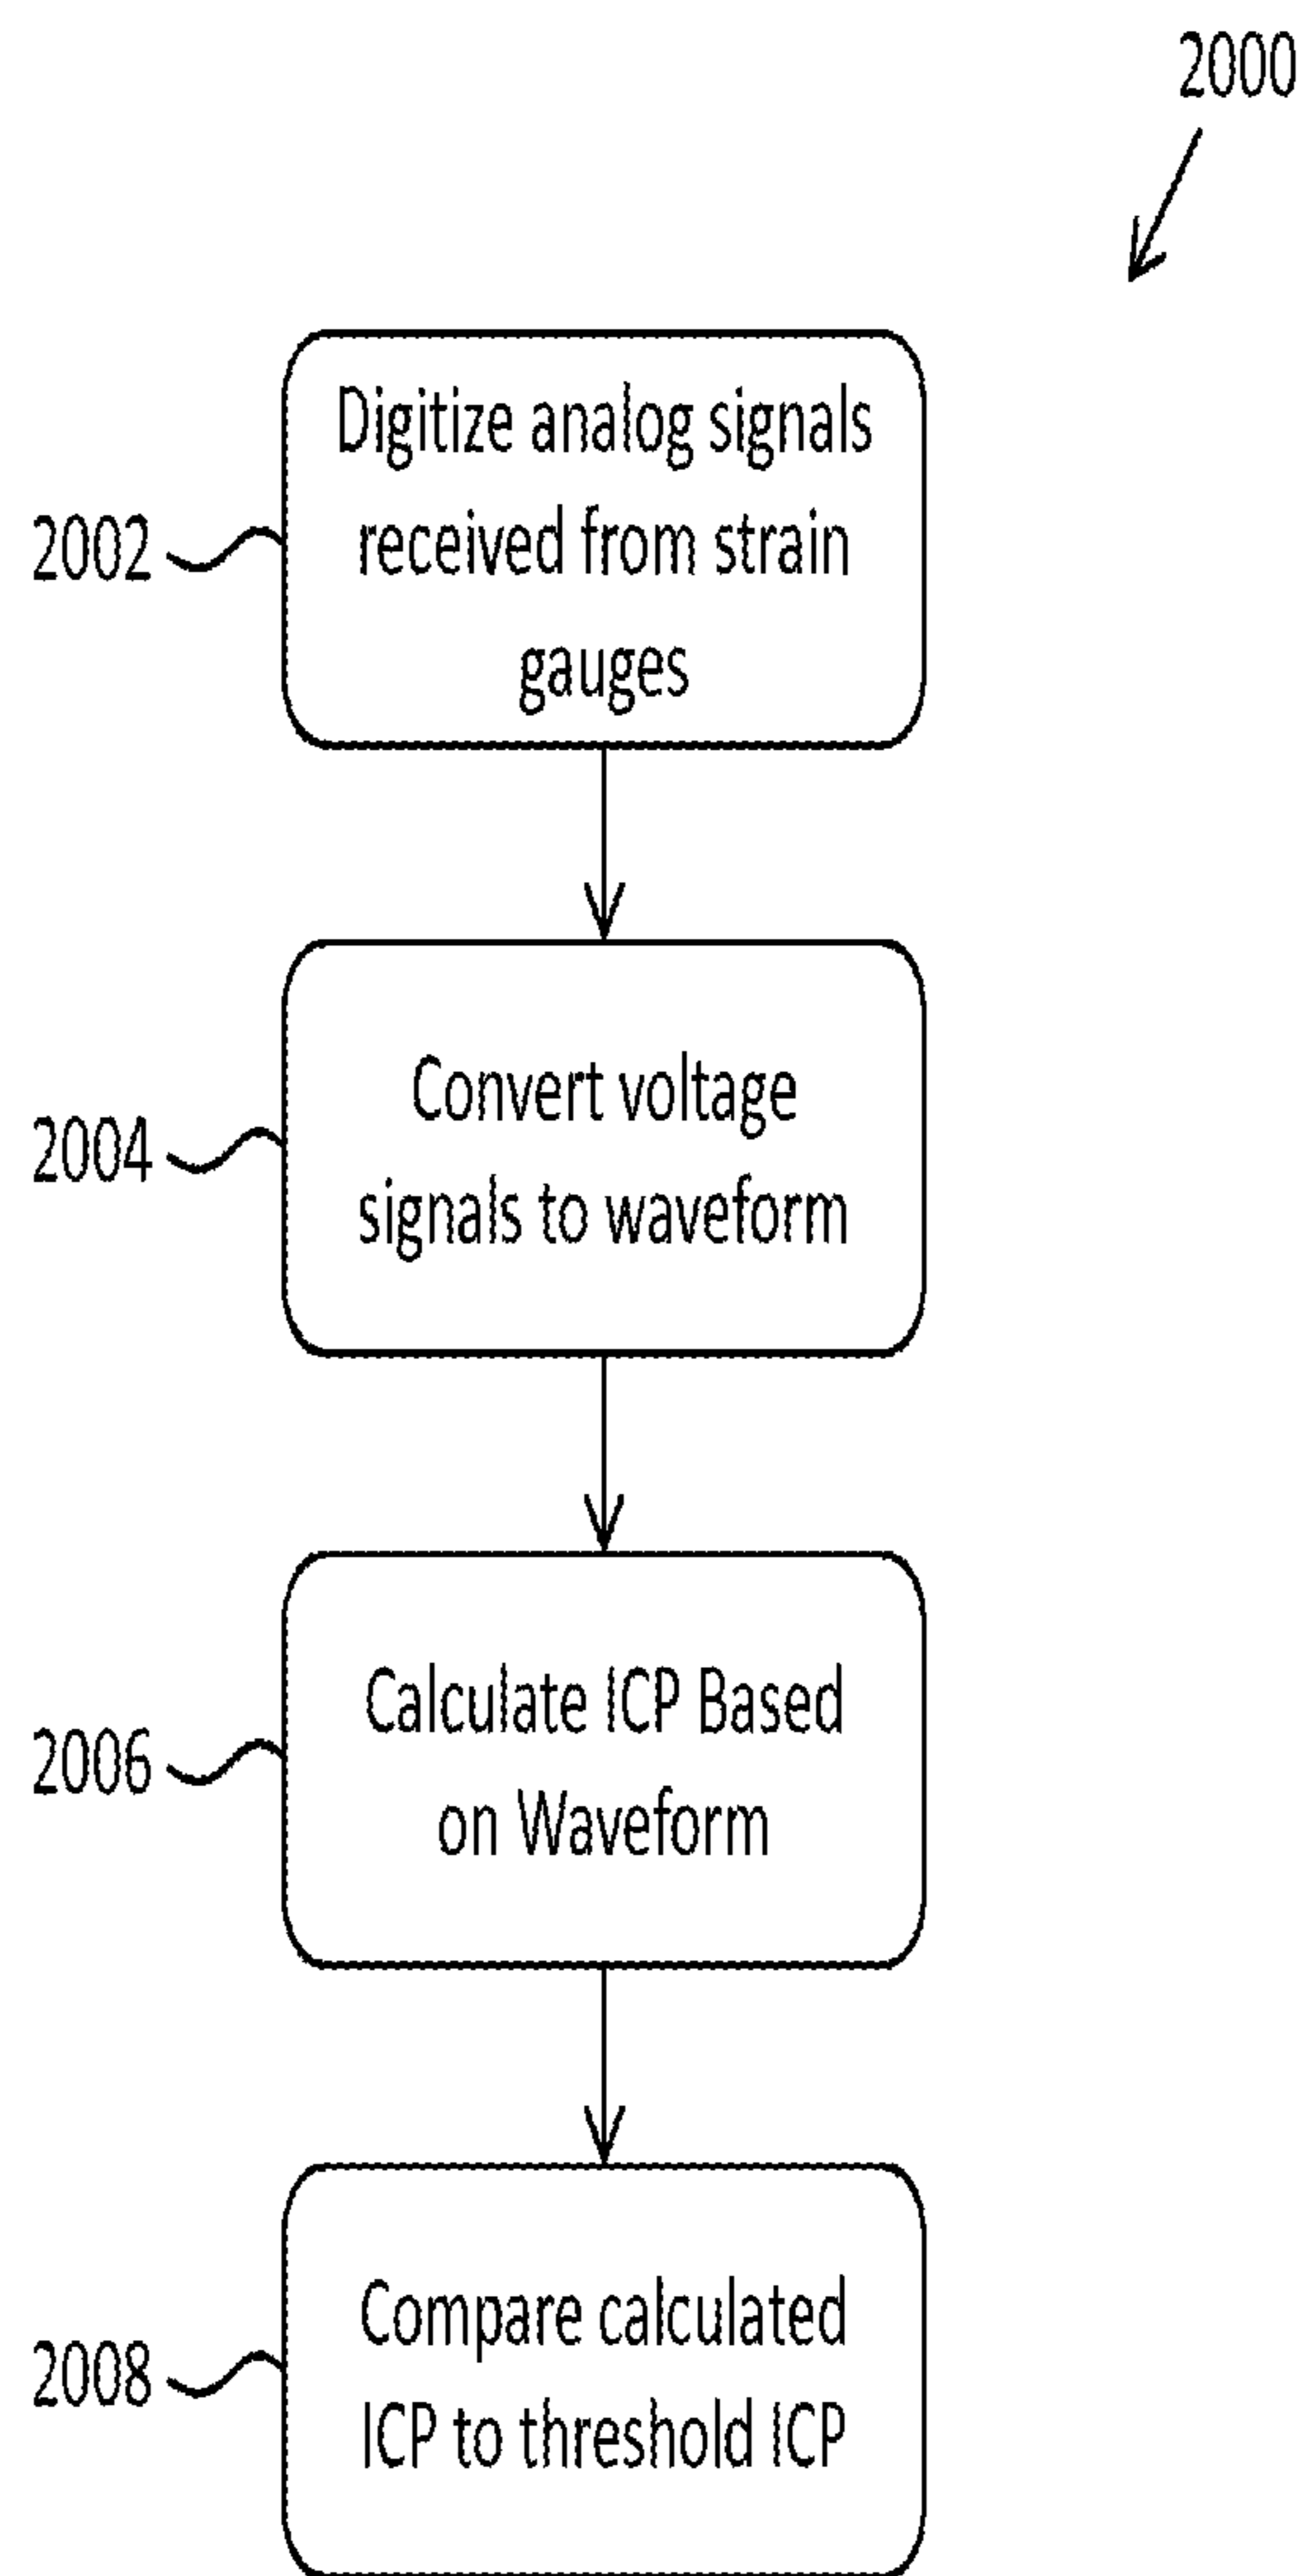 2000
Digitize analog signals
received from strain
gauges
2002
Convert voltage
signals to waveform
2004
Calculate ICP Based
on Waveform
2006
Compare calculated
ICP to threshold ICP
2008